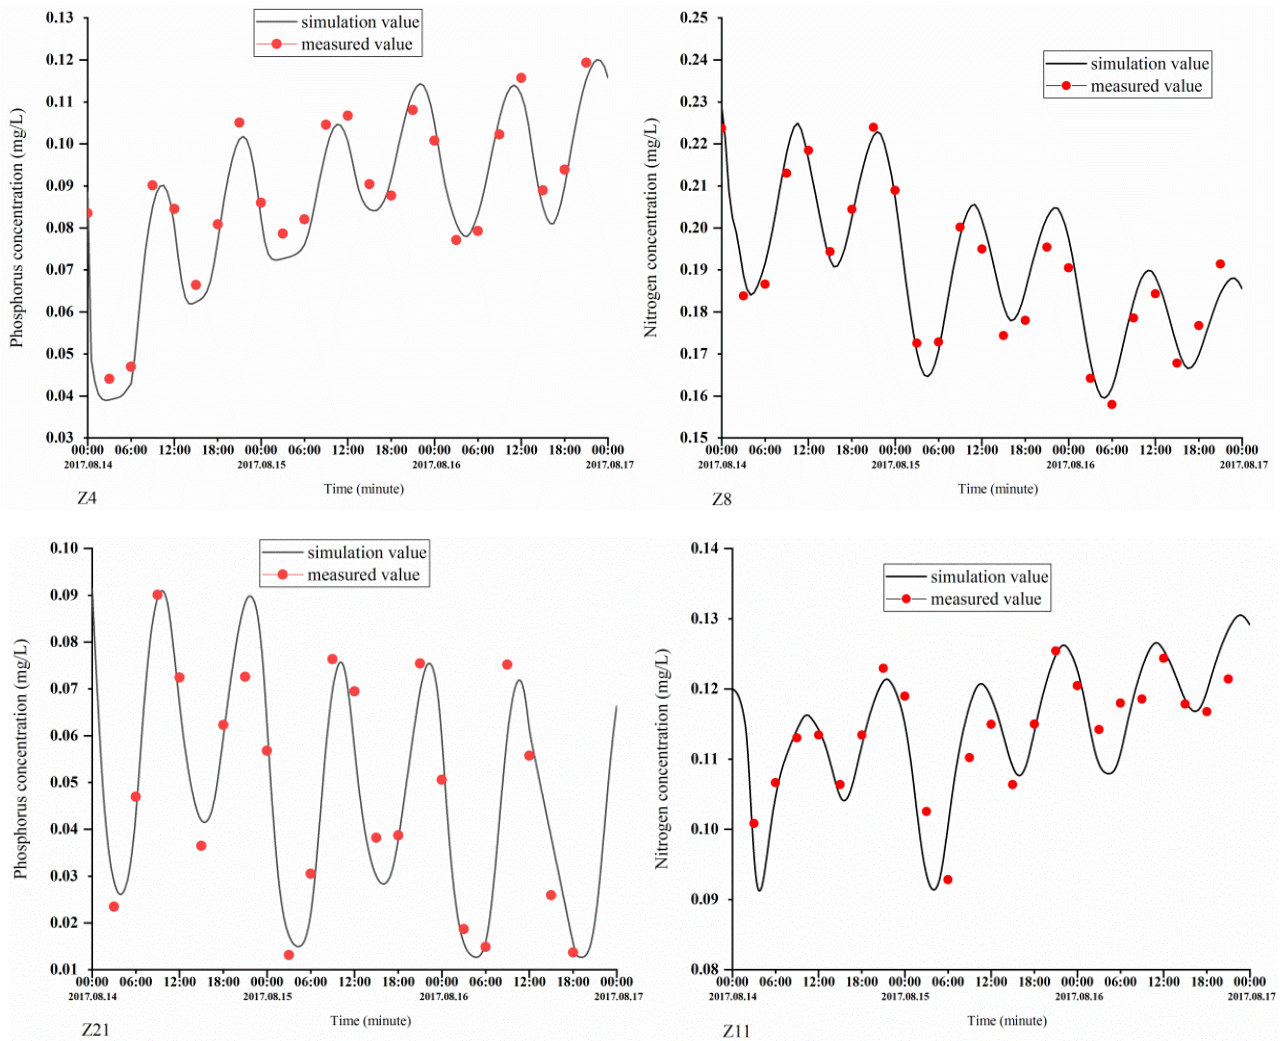 simulation value
measured value
Phosphorus concentration (mg/L)
0.13
0.12
0.11
0.10
0.09
0.08
0.07
0.06
0.05
0.04
0.03
00:00 06:00 12:00 18:00 00:00 06:00 12:00 18:00 00:00 06:00 12:00 18:00 00:00
2017.08.14 2017.08.15 2017.08.16 2017.08.17
Time (minute)
Z4
simulation value
measured value
Nitrogen concentration (mg/L)
0.25
0.24
0.23
0.22
0.21
0.20
0.19
0.18
0.17
0.16
0.15
00:00 06:00 12:00 18:00 00:00 06:00 12:00 18:00 00:00 06:00 12:00 18:00 00:00
2017.08.14 2017.08.15 2017.08.16 2017.08.17
Time (minute)
Z8
simulation value
measured value
Phosphorus concentration (mg/L)
0.10
0.09
0.08
0.07
0.06
0.05
0.04
0.03
0.02
0.01
00:00 06:00 12:00 18:00 00:00 06:00 12:00 18:00 00:00 06:00 12:00 18:00 00:00
2017.08.14 2017.08.15 2017.08.16 2017.08.17
Time (minute)
Z21
simulation value
measured value
Nitrogen concentration (mg/L)
0.14
0.13
0.12
0.11
0.10
0.09
0.08
00:00 06:00 12:00 18:00 00:00 06:00 12:00 18:00 00:00 06:00 12:00 18:00 00:00
2017.08.14 2017.08.15 2017.08.16 2017.08.17
Time (minute)
Z11